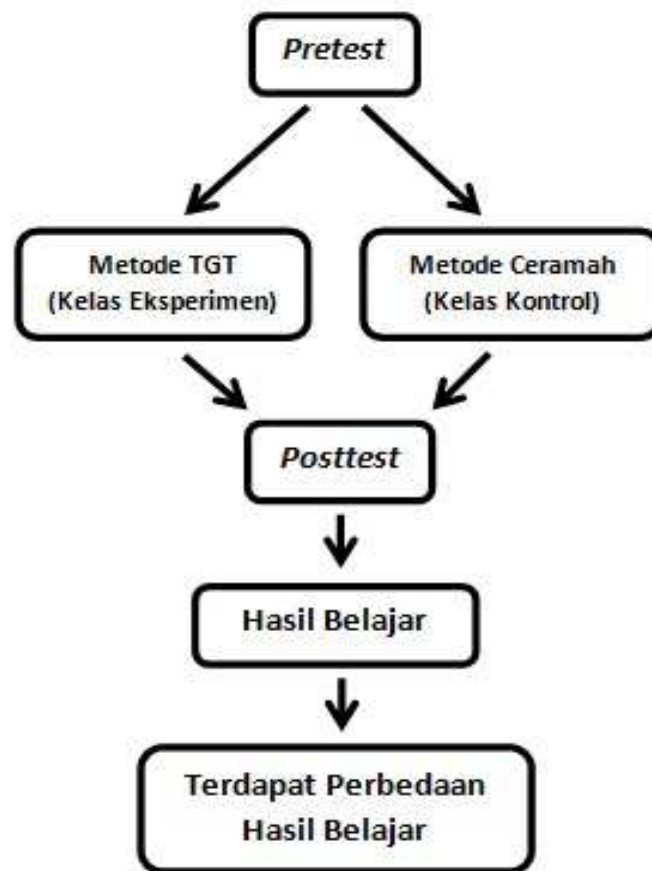 Pretest
Metode TGT
(Kelas Eksperimen)
Metode Ceramah
(Kelas Kontrol)
Posttest
Hasil Belajar
Terdapat Perbedaan
Hasil Belajar